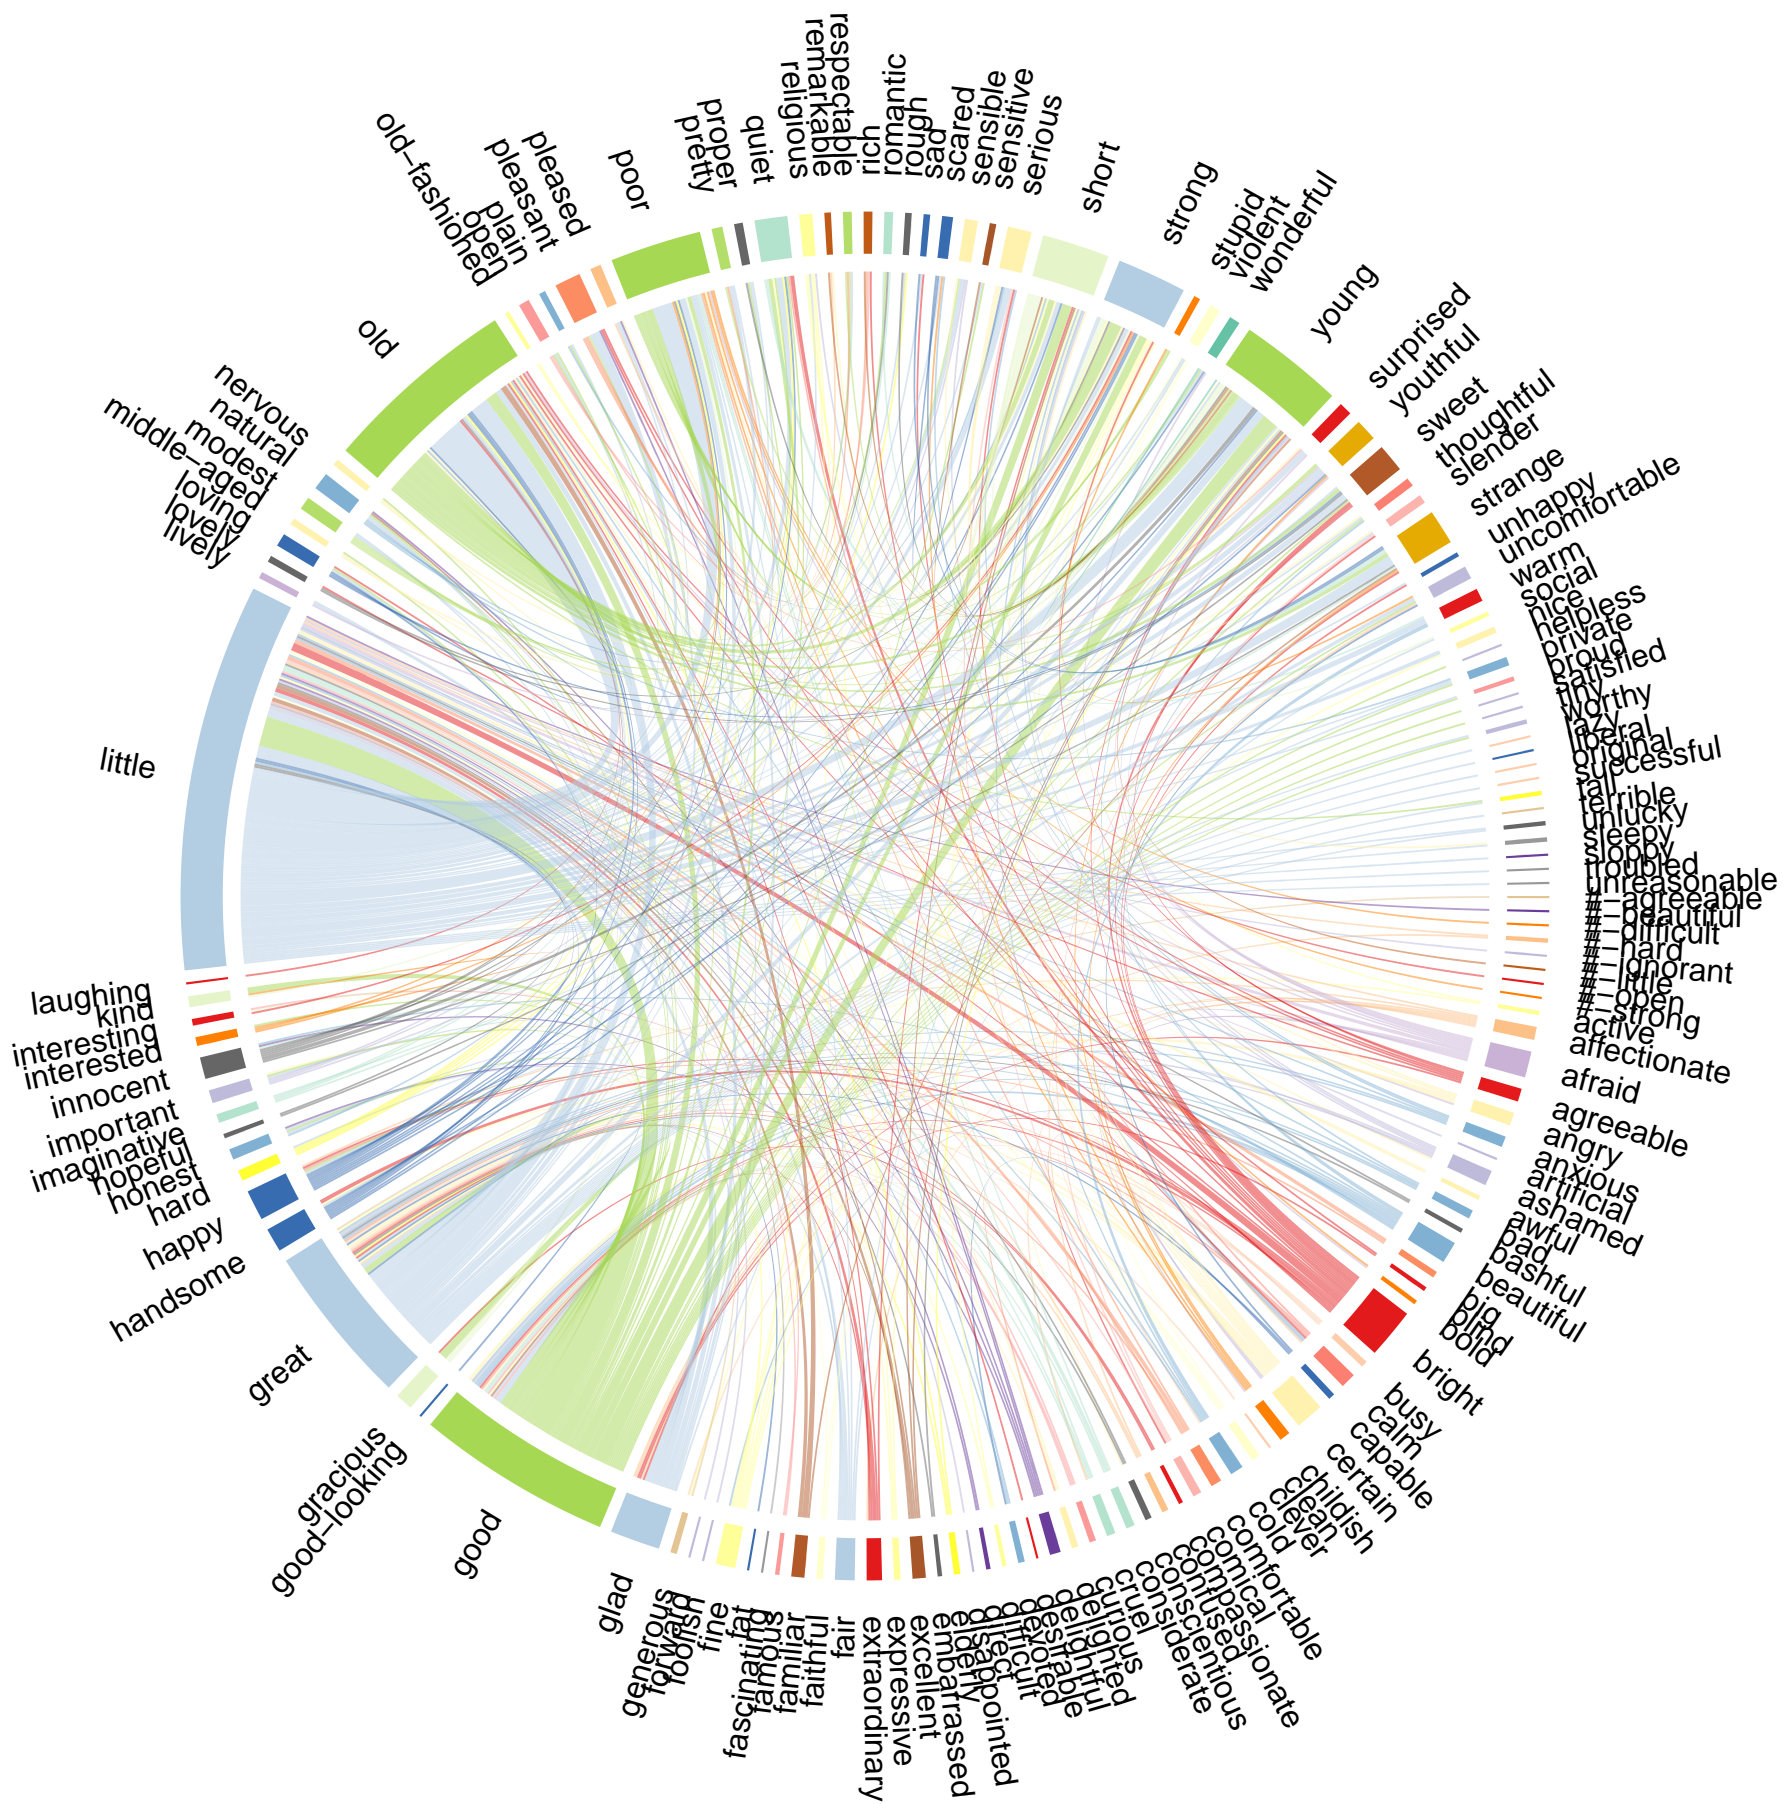 respectable
rich
romantic
rough
sad
scared
sensible
sensitive
serious
short
strong
stupid
violent
wonderful
young
surprised
youthful
sweet
thoughtful
slender
strange
unhappy
uncomfortable
warm
social
nice
helpless
private
proud
satisfied
tiny
worthy
lazy
liberal
original
successful
tall
terrible
unlucky
sleepy
sloppy
troubled
unreasonable
#−agreeable
#−beautiful
#−difficult
#−hard
#−ignorant
#−little
#−open
#−strong
active
affectionate
afraid
agreeable
angry
anxious
artificial
ashamed
awful
bad
bashful
beautiful
big
blind
bold
bright
busy
calm
capable
certain
childish
clean
clever
cold
comfortable
comical
compassionate
confused
conscientious
considerate
cruel
curious
delighted
delightful
desirable
devoted
difficult
direct
disappointed
elderly
embarrassed
excellent
expressive
extraordinary
fair
faithful
familiar
famous
fascinating
fat
fine
foolish
forward
generous
glad
good
good−looking
gracious
great
handsome
happy
hard
honest
hopeful
imaginative
important
innocent
interested
interesting
kind
laughing
little
lively
lovely
loving
middle−aged
modest
natural
nervous
old
old−fashioned
open
plain
pleasant
pleased
poor
pretty
proper
quiet
religious
remarkable